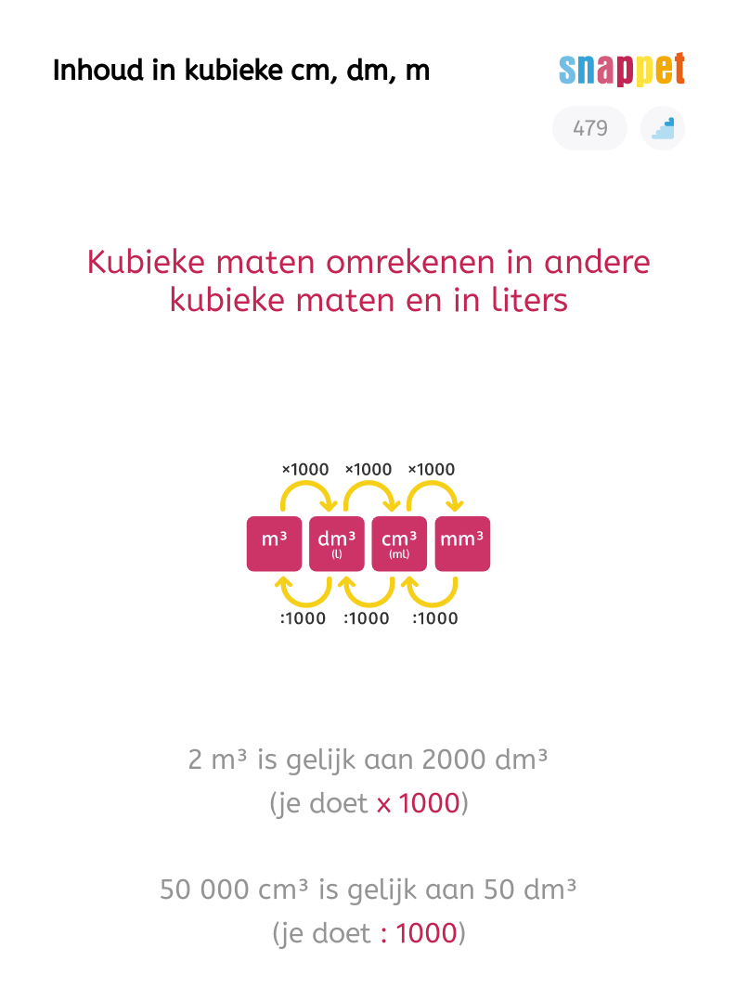 Inhoud in kubieke cm, dm, m
snappet
479
Kubieke maten omrekenen in andere
kubieke maten en in liters
×1000 ×1000 ×1000
m³ dm³ cm³ mm³
(l) (ml)
:1000 :1000 :1000
2 m³ is gelijk aan 2000 dm³
(je doet x 1000)
50 000 cm³ is gelijk aan 50 dm³
(je doet : 1000)